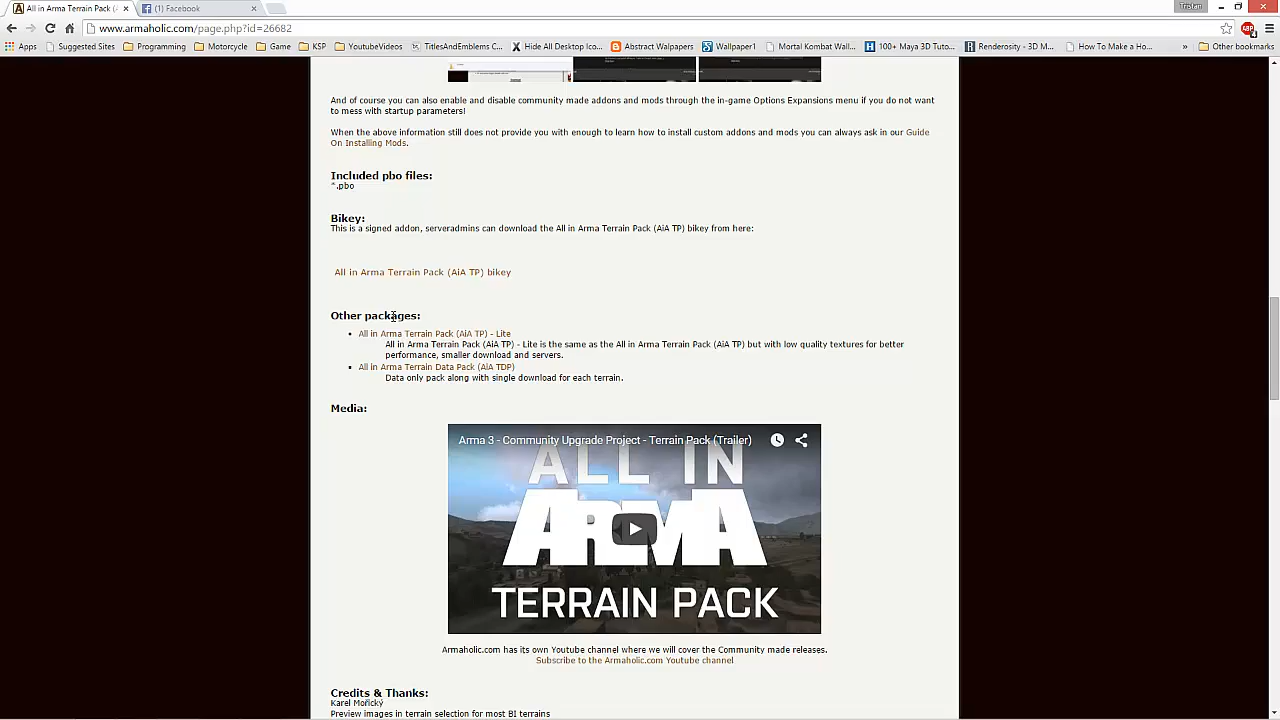 All in Arma Terrain Pack (A
(1) Facebook
Tristan
www.armaholic.com/page.php?id=26682
Apps
Suggested Sites
Programming
Motorcycle
Game
KSP
YoutubeVideos
TitlesAndEmblems C...
Hide All Desktop Ico...
Abstract Walpapers
Wallpaper1
Mortal Kombat Wall...
100+ Maya 3D Tuto...
Renderosity - 3D
How To Make a Ea...
»
Other bookmarks
And of course you can also enable and disable community made addons and mods through the in-game Options Expansions menu if you do not want
to mess with startup parameters!
When the above information still does not provide you with enough to learn how to install custom addons and mods you can always ask in our Guide
On Installing Mods.
Included pbo files:
*.pbo
Bikey:
This is a signed addon, serveradmins can download the All in Arma Terrain Pack (AiA TP) bikey from here:
All in Arma Terrain Pack (AiA TP) bikey
Other packages:
• All in Arma Terrain Pack (AiA TP) - Lite
All in Arma Terrain Pack (AiA TP) - Lite is the same as the All in Arma Terrain Pack (AiA TP) but with low quality textures for better
performance, smaller download and servers.
• All in Arma Terrain Data Pack (AiA TDP)
Data only pack along with single download for each terrain.
Media:
Arma 3 - Community Upgrade Project - Terrain Pack (Trailer)
ALL IN
ARMA
TERRAIN PACK
Armaholic.com has its own Youtube channel where we will cover the Community made releases.
Subscribe to the Armaholic.com Youtube channel
Credits & Thanks:
Karel Mořický
Preview images in terrain selection for most BI terrains